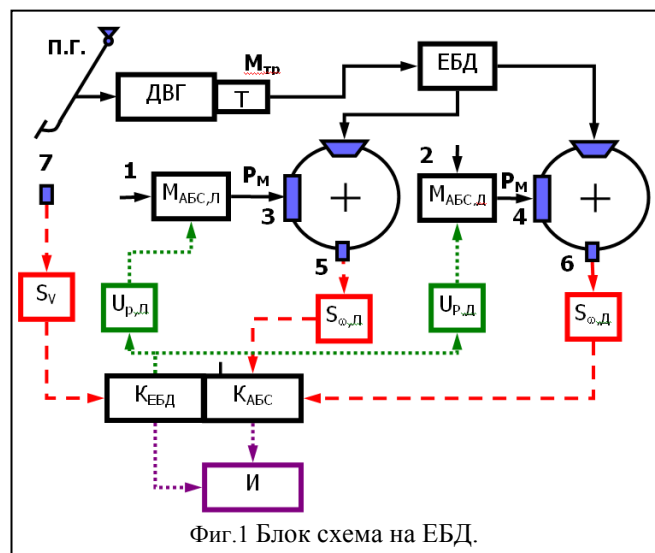 П.Г.
ДВГ
Т
Мтр
ЕБД
7
1
МАБС,Л
РМ
3
2
МАБС,Д
РМ
4
5
6
SV
UР,Л
Sω,Л
UР,Д
Sω,Д
КЕБД
КАБС
И
Фиг.1 Блок схема на ЕБД.